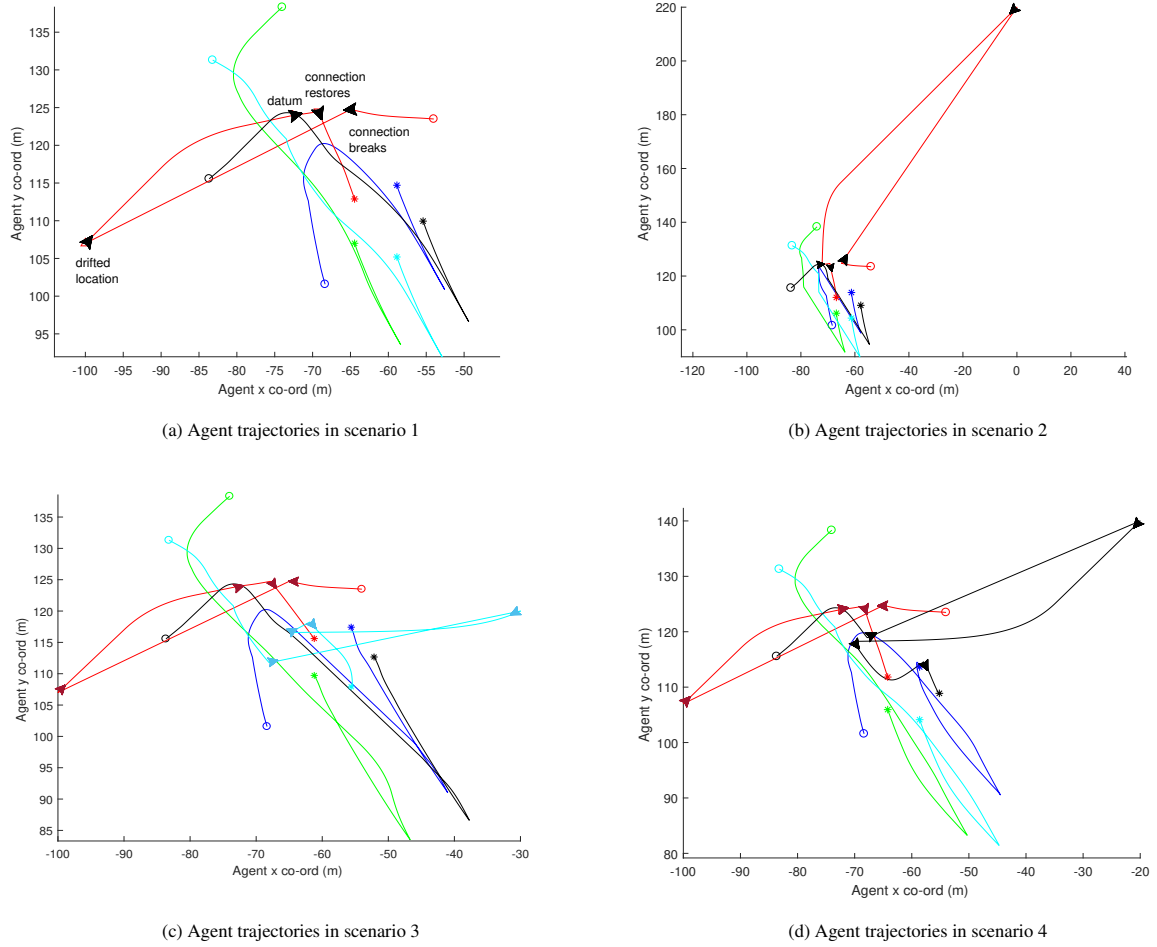 135
130
125
120
115
110
105
100
95
Agent y co-ord (m)
datum
connection
restores
connection
breaks
drifted
location
-100 -95 -90 -85 -80 -75 -70 -65 -60 -55 -50
Agent x co-ord (m)
(a) Agent trajectories in scenario 1
220
200
180
160
140
120
100
Agent y co-ord (m)
-120 -100 -80 -60 -40 -20 0 20 40
Agent x co-ord (m)
(b) Agent trajectories in scenario 2
135
130
125
120
115
110
105
100
95
90
85
Agent y co-ord (m)
-100 -90 -80 -70 -60 -50 -40 -30
Agent x co-ord (m)
(c) Agent trajectories in scenario 3
140
130
120
110
100
90
80
Agent y co-ord (m)
-100 -90 -80 -70 -60 -50 -40 -30 -20
Agent x co-ord (m)
(d) Agent trajectories in scenario 4